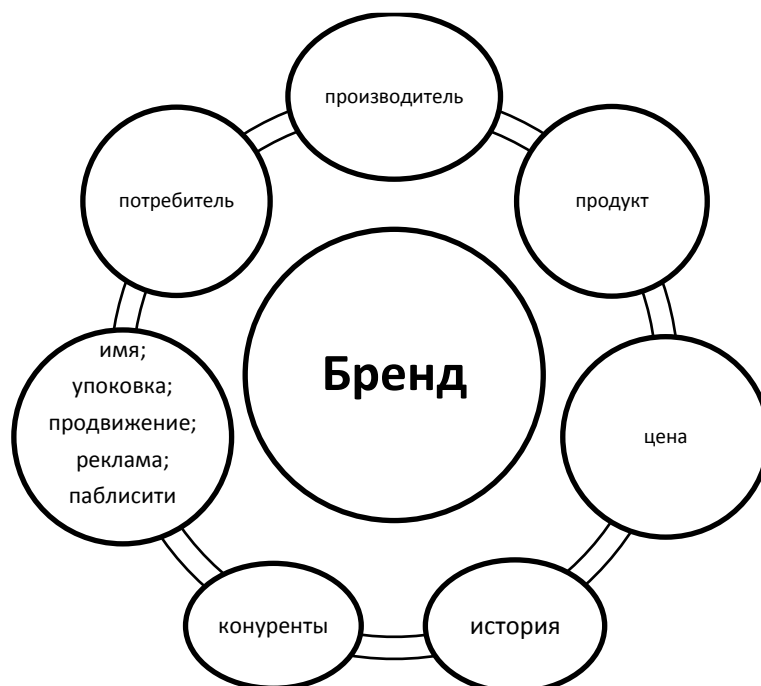 производитель
потребитель
продукт
Бренд
имя;
упоковка;
продвижение;
реклама;
паблисити
цена
конуренты
история